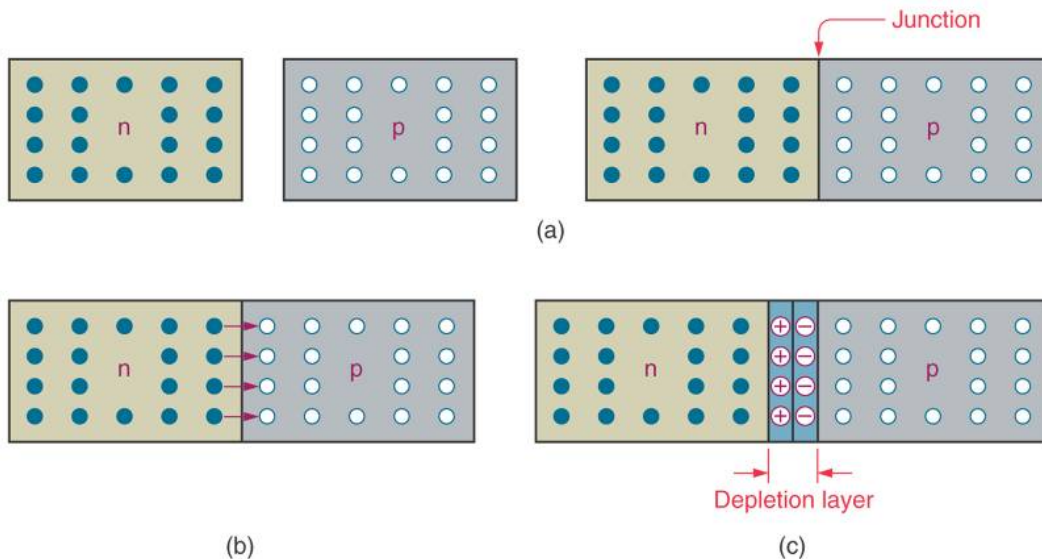 Junction
n
p
n
p
(a)
n
p
n
+ −
p
+ −
+ −
+ −
Depletion layer
(b)
(c)